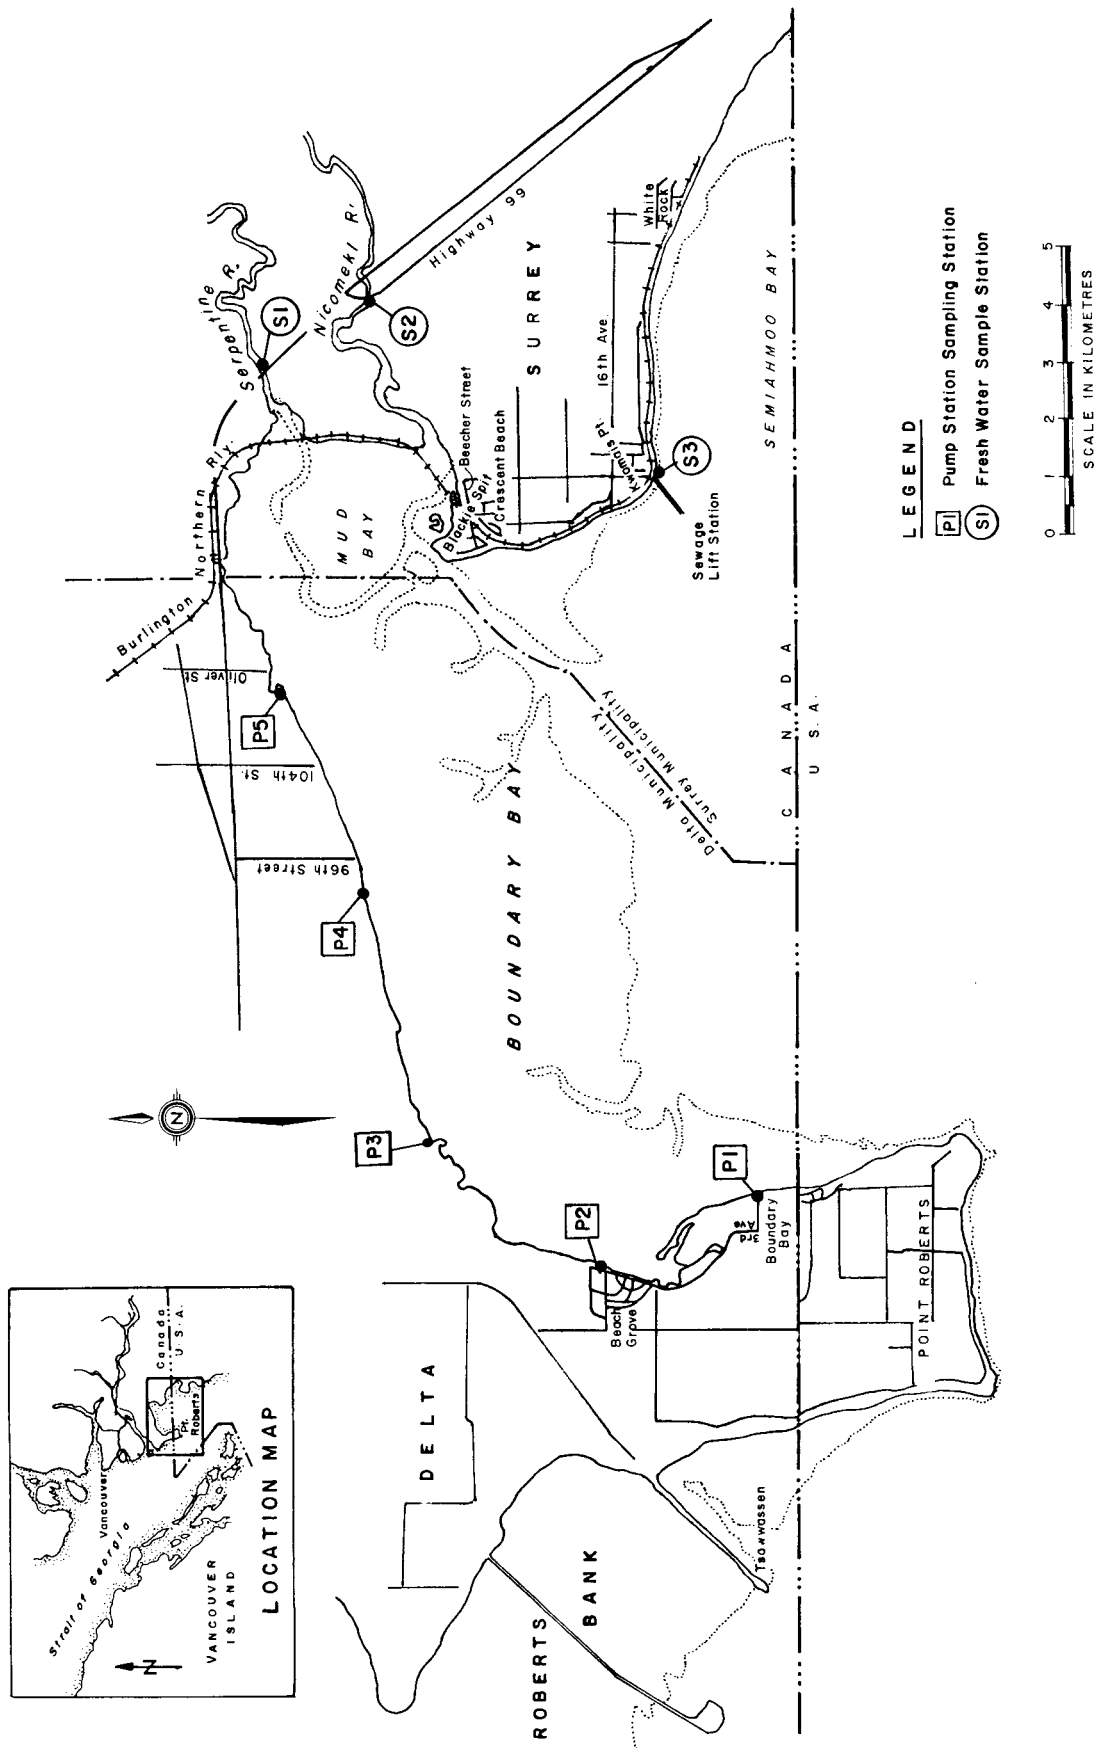 Strait of Georgia
Vancouver
VANCOUVER
ISLAND
Pt.
Roberts
Canada
U.S.A.
LOCATION MAP
N
N
Burlington
Northern
Rly.
Oliver St.
104th St.
96th Street
P5
P4
P3
P2
P1
Serpentine R.
S1
Nicomekl R.
S2
Highway 99
MUD
BAY
Blackie Spit
Beecher Street
Crescent Beach
SURREY
16th Ave.
White
Rock
Kwomais Pt.
S3
Sewage
Lift Station
SEMIAHMOO BAY
BOUNDARY BAY
Delta Municipality
Surrey Municipality
CANADA
U.S.A.
DELTA
Beach
Grove
3rd
Ave
Boundary
Bay
POINT ROBERTS
Tsawwassen
ROBERTS
BANK
LEGEND
P1 Pump Station Sampling Station
S1 Fresh Water Sample Station
0 1 2 3 4 5
SCALE IN KILOMETRES